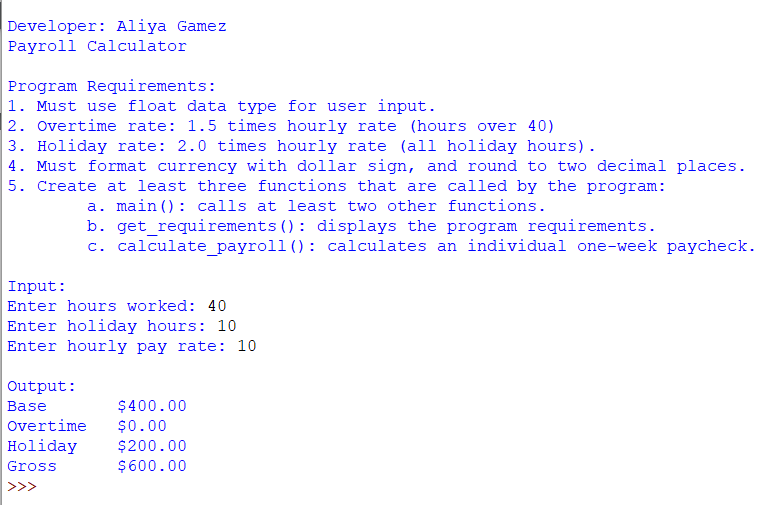 Developer: Aliya Gamez
Payroll Calculator
Program Requirements:
1. Must use float data type for user input.
2. Overtime rate: 1.5 times hourly rate (hours over 40)
3. Holiday rate: 2.0 times hourly rate (all holiday hours).
4. Must format currency with dollar sign, and round to two decimal places.
5. Create at least three functions that are called by the program:
a. main(): calls at least two other functions.
b. get_requirements(): displays the program requirements.
c. calculate_payroll(): calculates an individual one-week paycheck.
Input:
Enter hours worked: 40
Enter holiday hours: 10
Enter hourly pay rate: 10
Output:
Base $400.00
Overtime $0.00
Holiday $200.00
Gross $600.00
>>>